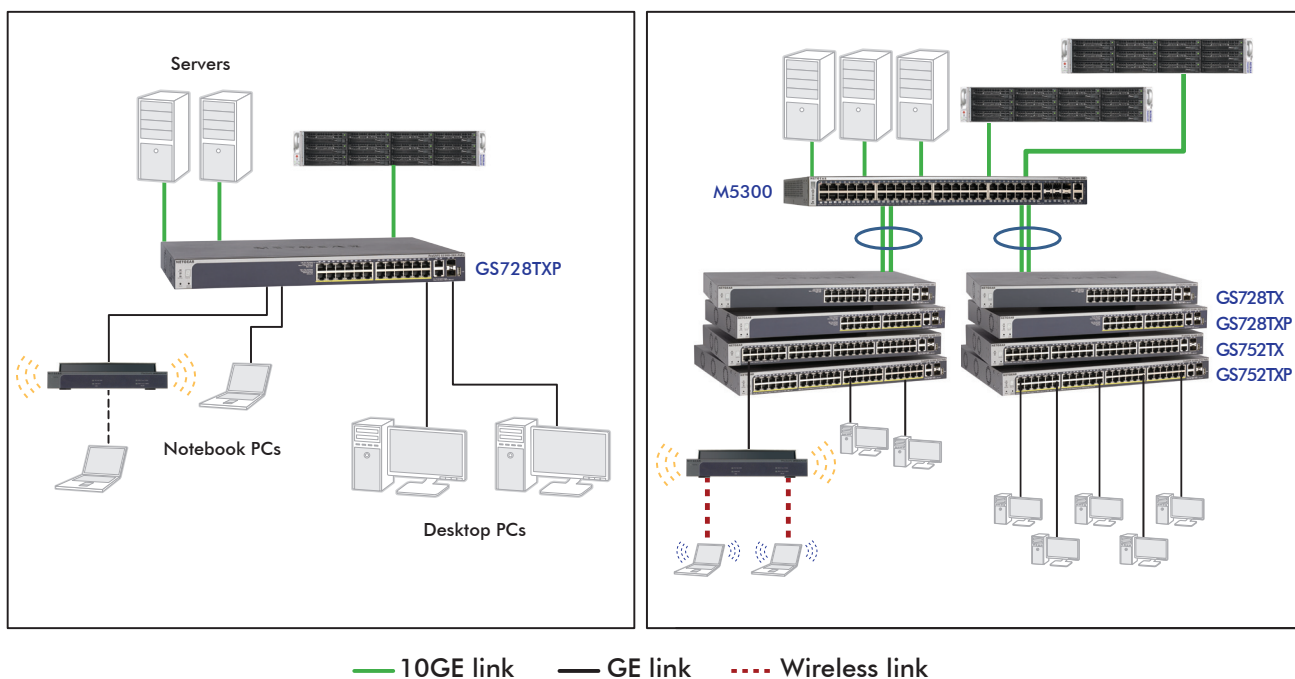 Servers
GS728TXP
Notebook PCs
Desktop PCs
M5300
GS728TX
GS728TXP
GS752TX
GS752TXP
10GE link
GE link
Wireless link